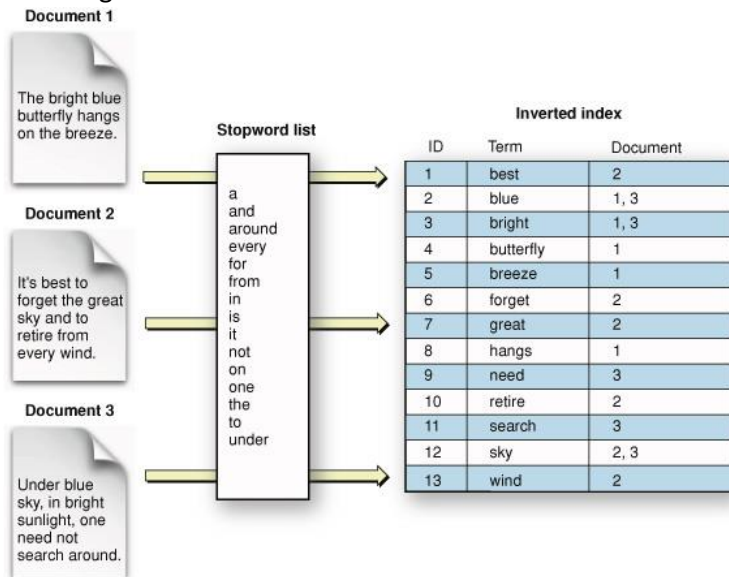 Document 1
The bright blue
butterfly hangs
on the breeze.
Document 2
It's best to
forget the great
sky and to
retire from
every wind.
Document 3
Under blue
sky, in bright
sunlight, one
need not
search around.
Stopword list
a
and
around
every
for
from
in
is
it
not
on
one
the
to
under
Inverted index
ID Term Document
1 best 2
2 blue 1, 3
3 bright 1, 3
4 butterfly 1
5 breeze 1
6 forget 2
7 great 2
8 hangs 1
9 need 3
10 retire 2
11 search 3
12 sky 2, 3
13 wind 2